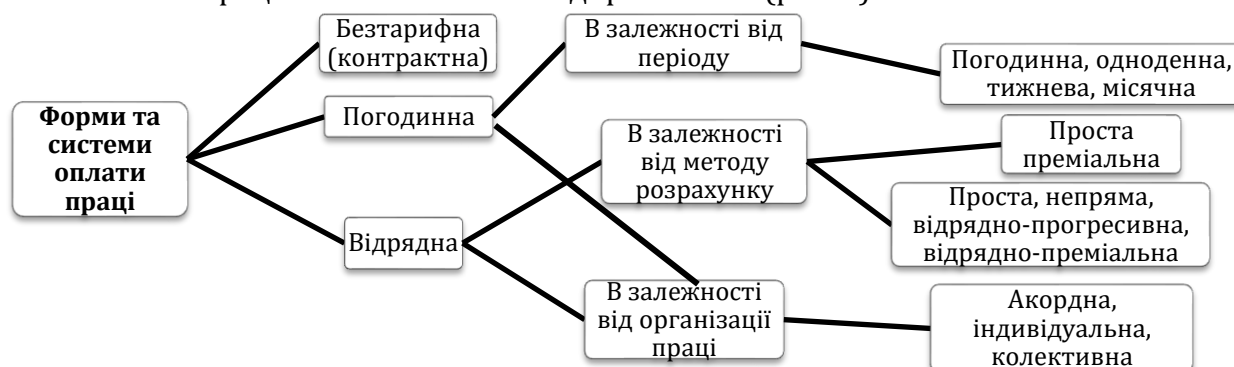 Безтарифна
(контрактна)
В залежності від
періоду
Погодинна, одноденна,
тижнева, місячна
Форми та
системи
оплати
праці
Погодинна
В залежності
від методу
розрахунку
Проста
преміальна
Проста, непряма,
відрядно-прогресивна,
відрядно-преміальна
Відрядна
В залежності
від організації
праці
Акордна,
індивідуальна,
колективна